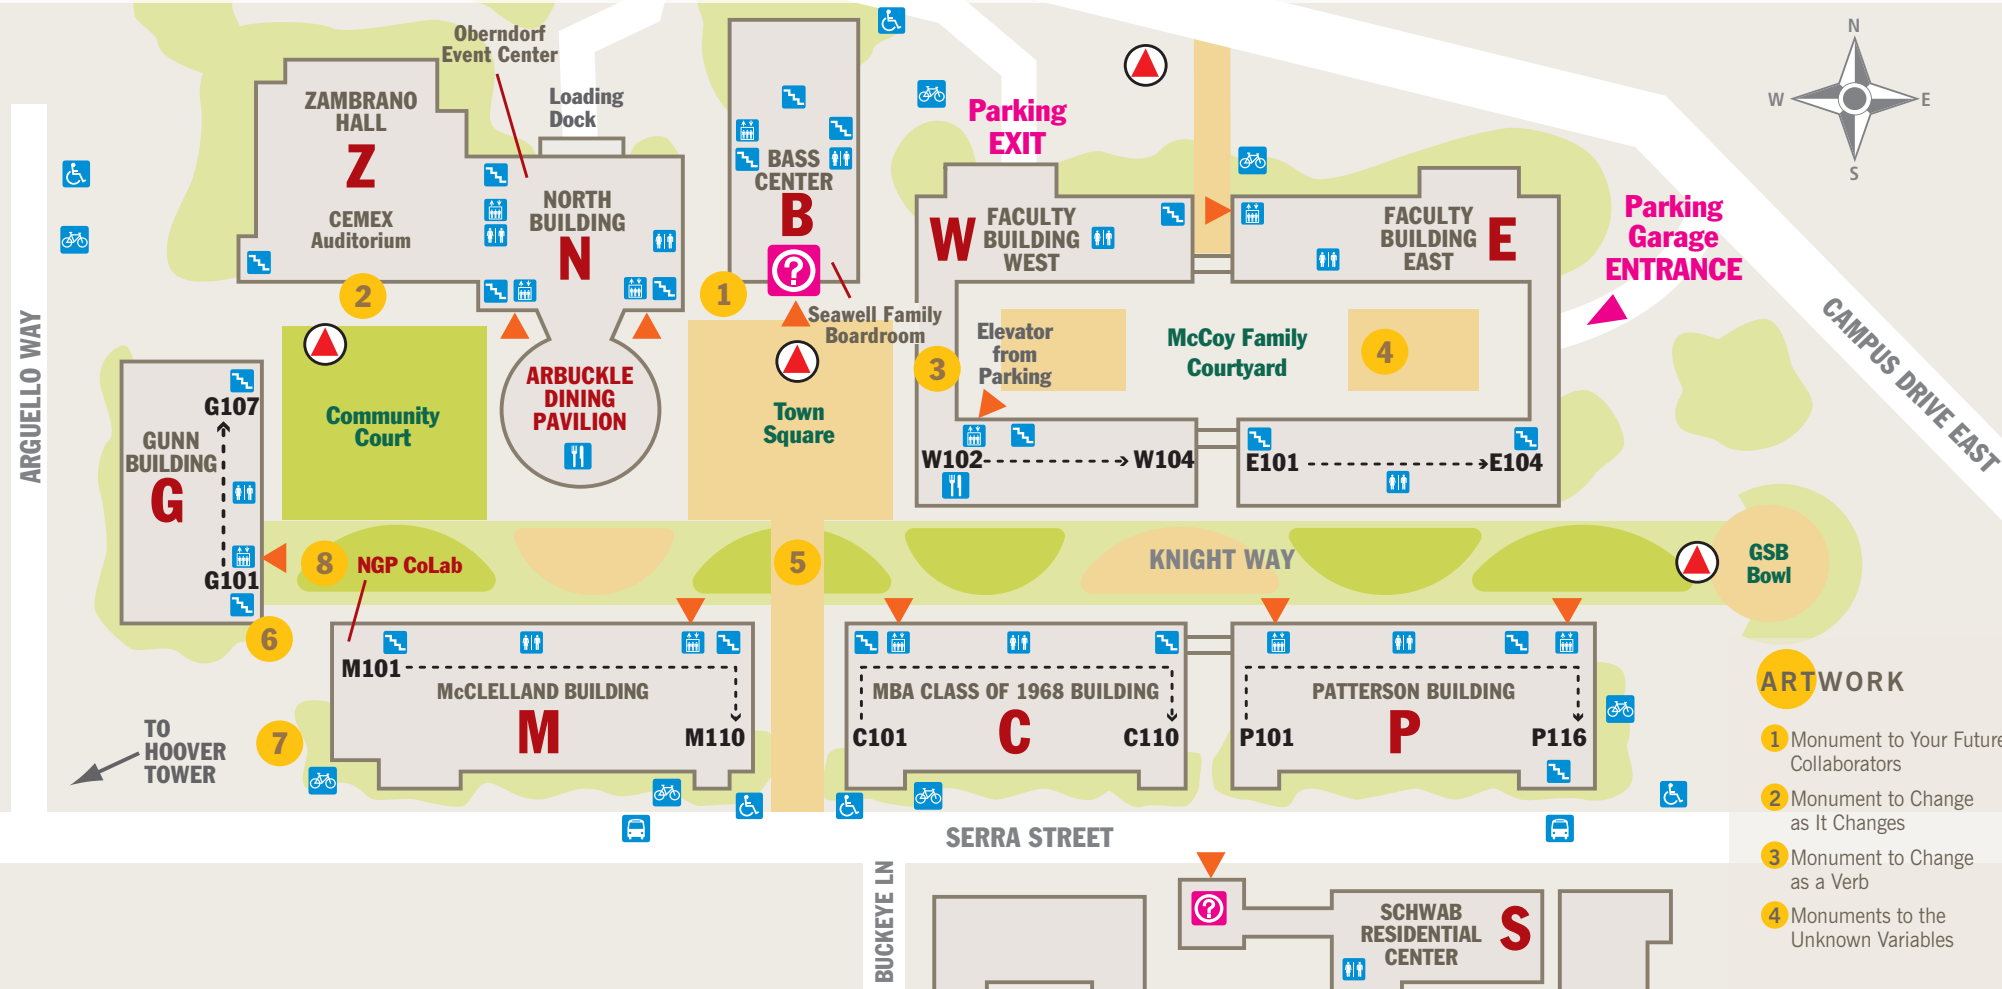 Oberndorf
Event Center
Loading
Dock
ZAMBRANO
HALL
Z
CEMEX
Auditorium
NORTH
BUILDING
N
BASS
CENTER
B
?
Seawell Family
Boardroom
Parking
EXIT
W
FACULTY
BUILDING
WEST
FACULTY
BUILDING
EAST
E
Parking
Garage
ENTRANCE
N
W
E
S
CAMPUS DRIVE EAST
ARGUELLO WAY
1
2
3
4
Elevator
from
Parking
McCoy Family
Courtyard
ARBUCKLE
DINING
PAVILION
Community
Court
Town
Square
G107
GUNN
BUILDING
G
G101
W102
W104
E101
E104
8
NGP CoLab
5
KNIGHT WAY
GSB
Bowl
6
7
M101
McCLELLAND BUILDING
M
M110
MBA CLASS OF 1968 BUILDING
C101
C
C110
PATTERSON BUILDING
P101
P
P116
TO
HOOVER
TOWER
SERRA STREET
BUCKEYE LN
?
SCHWAB
RESIDENTIAL
CENTER
S
ARTWORK
1 Monument to Your Future
Collaborators
2 Monument to Change
as It Changes
3 Monument to Change
as a Verb
4 Monuments to the
Unknown Variables